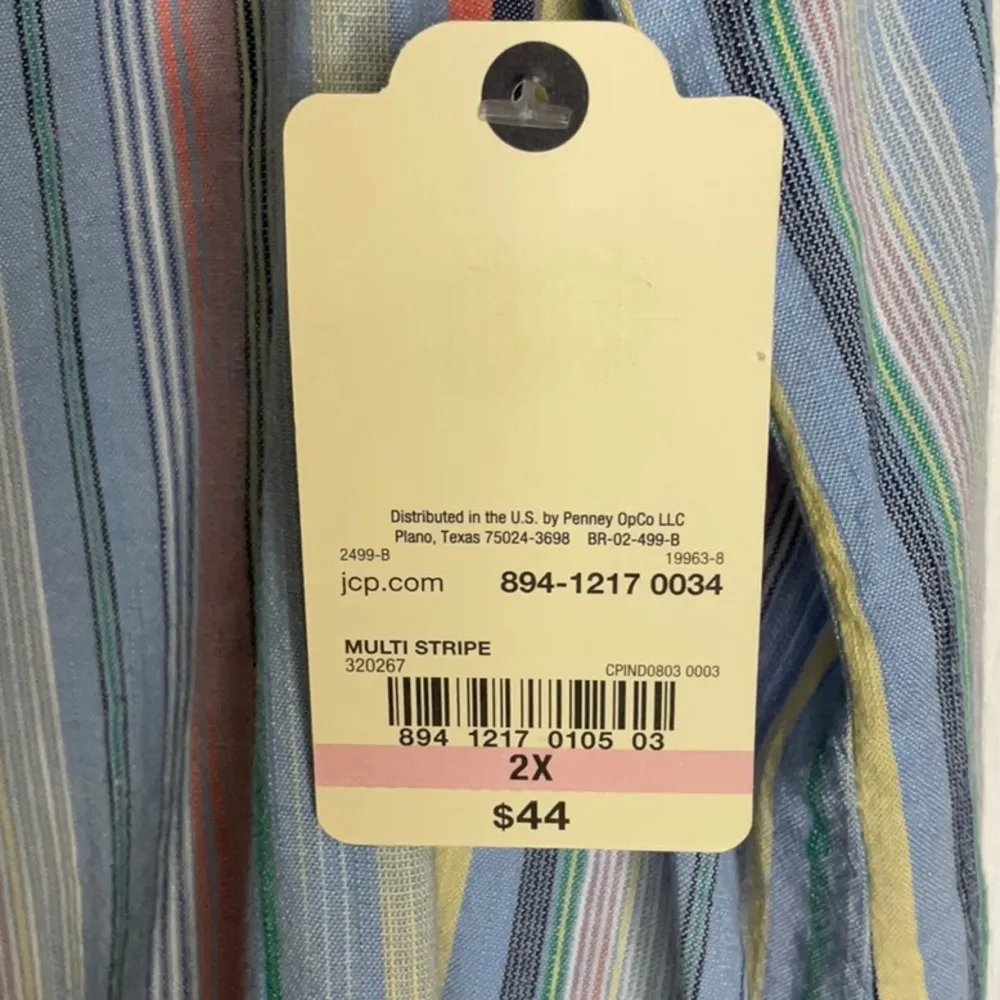 Distributed in the U.S. by Penney OpCo LLC
Plano, Texas 75024-3698 BR-02-499-B
2499-B 19963-8
jcp.com 894-1217 0034
MULTI STRIPE
320267 CPIND0803 0003
894 1217 0105 03
2X
$44